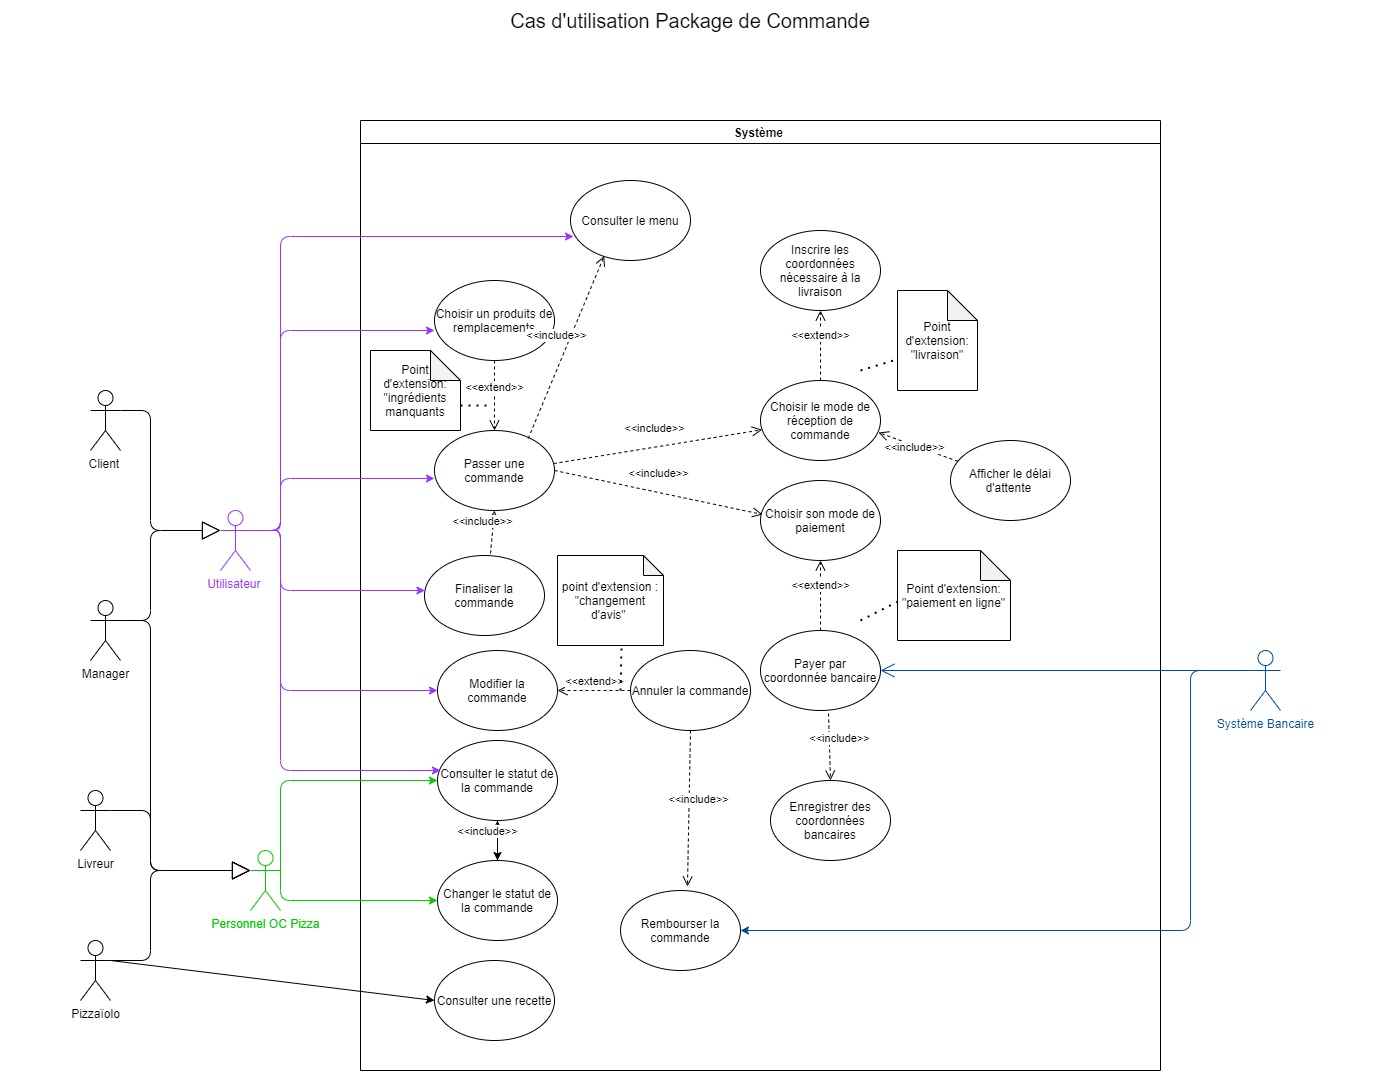 Cas d'utilisation Package de Commande
Système
Consulter le menu
Inscrire les
coordonnées
nécessaire à la
livraison
Choisir un produits de
remplacements
<<include>>
Point
d'extension:
"livraison"
<<extend>>
Point
d'extension:
"ingrédients
manquants
<<extend>>
Choisir le mode de
réception de
commande
<<include>>
<<include>>
Client
Passer une
commande
<<include>>
Afficher le délai
d'attente
Choisir son mode de
paiement
<<include>>
Utilisateur
Finaliser la
commande
point d'extension :
"changement
d'avis"
<<extend>>
Point d'extension:
"paiement en ligne"
Manager
Modifier la
commande
<<extend>>
Annuler la commande
Payer par
coordonnée bancaire
Système Bancaire
<<include>>
Consulter le statut de
la commande
<<include>>
<<include>>
Enregistrer des
coordonnées
bancaires
Livreur
Changer le statut de
la commande
Personnel OC Pizza
Rembourser la
commande
Consulter une recette
Pizzaïolo